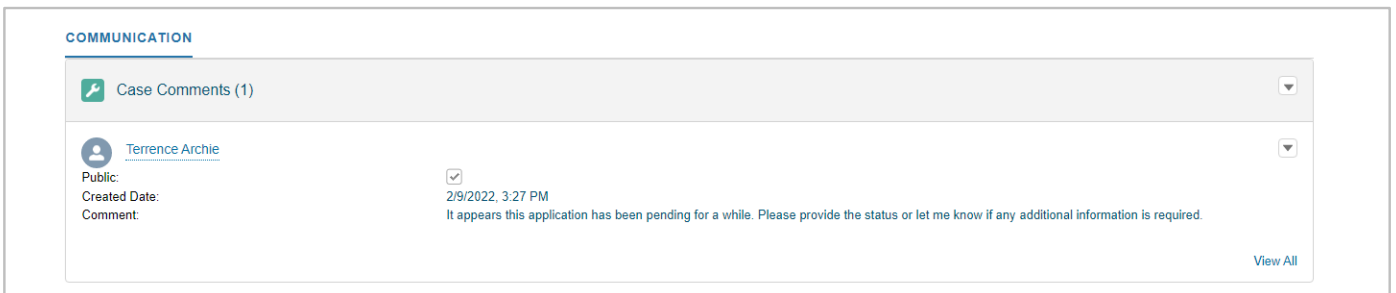 COMMUNICATION
Case Comments (1)
Terrence Archie
Public:
Created Date: 2/9/2022, 3:27 PM
Comment: It appears this application has been pending for a while. Please provide the status or let me know if any additional information is required.
View All